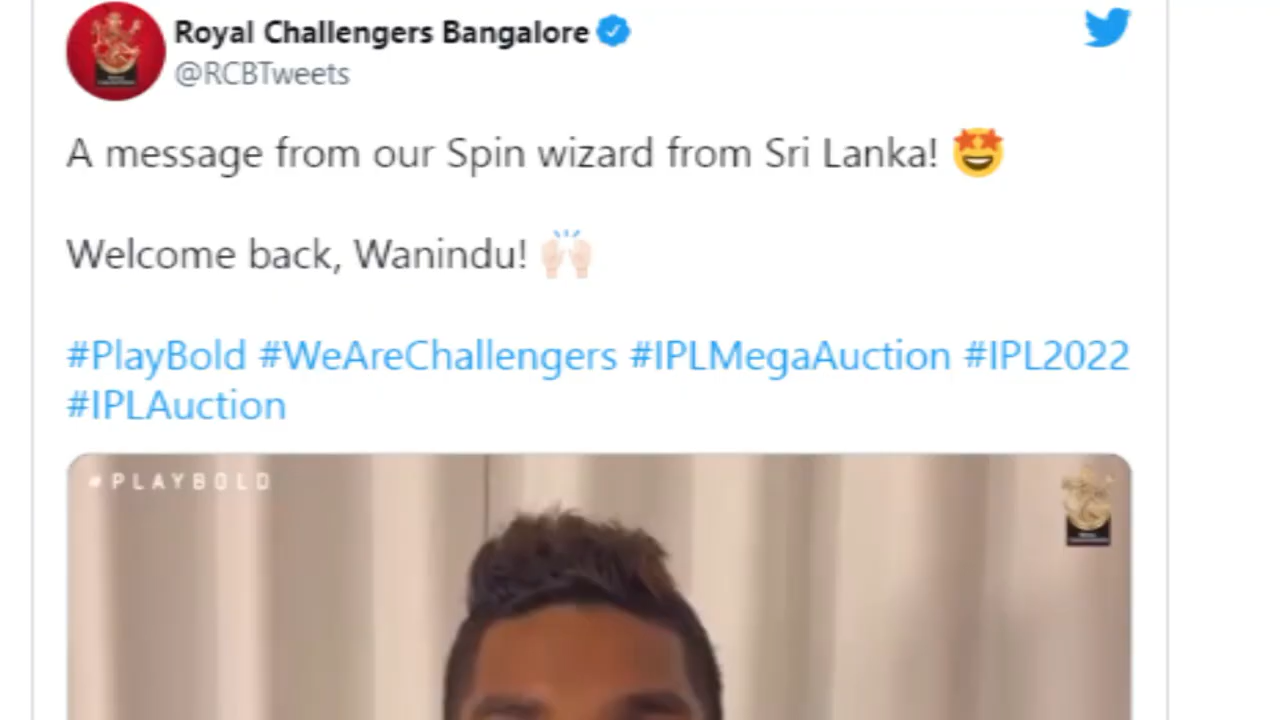 Royal Challengers Bangalore
@RCBTweets
A message from our Spin wizard from Sri Lanka! 🤩
Welcome back, Wanindu! 🙌🏻
#PlayBold #WeAreChallengers #IPLMegaAuction #IPL2022
#IPLAuction
#PLAYBOLD